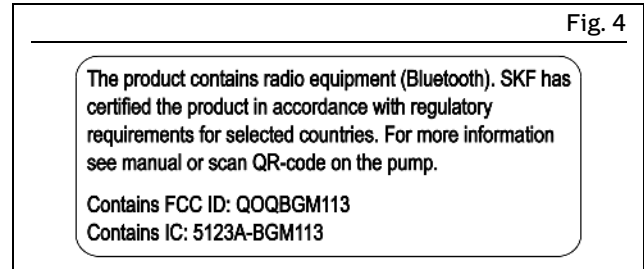 Fig. 4
The product contains radio equipment (Bluetooth). SKF has
certified the product in accordance with regulatory
requirements for selected countries. For more information
see manual or scan QR-code on the pump.
Contains FCC ID: QOQBGM113
Contains IC: 5123A-BGM113